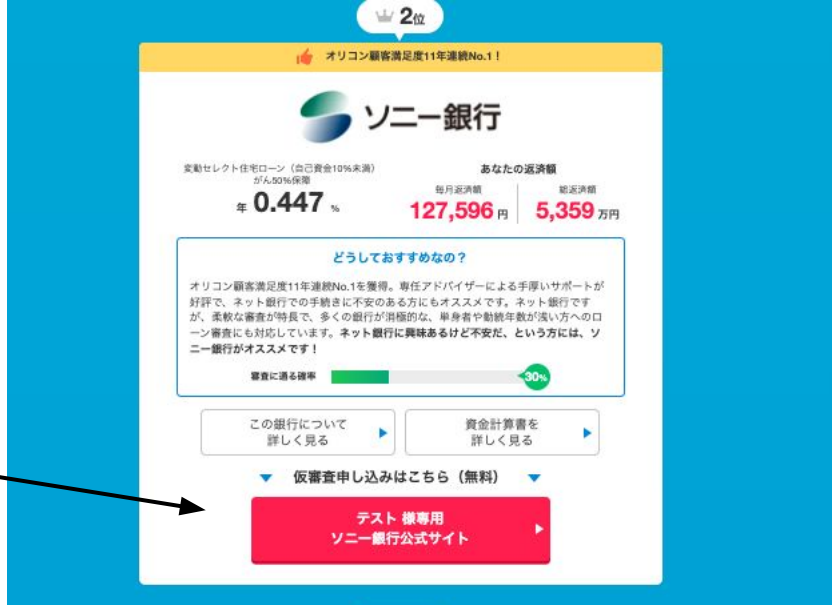 2位
オリコン顧客満足度11年連続No.1!
ソニー銀行
変動セレクト住宅ローン(自己資金10%未満)
がん50%保障
年 0.447 %
あなたの返済額
毎月返済額
127,596 円
総返済額
5,359 万円
どうしておすすめなの?
オリコン顧客満足度11年連続No.1を獲得。専任アドバイザーによる手厚いサポートが
好評で、ネット銀行での手続きに不安のある方にもオススメです。ネット銀行です
が、柔軟な審査が特長で、多くの銀行が消極的な、単身者や勤続年数が浅い方へのロ
ーン審査にも対応しています。ネット銀行に興味あるけど不安だ、という方には、ソ
ニー銀行がオススメです!
審査に通る確率
30%
この銀行について
詳しく見る
資金計算書を
詳しく見る
仮審査申し込みはこちら(無料)
テスト 様専用
ソニー銀行公式サイト